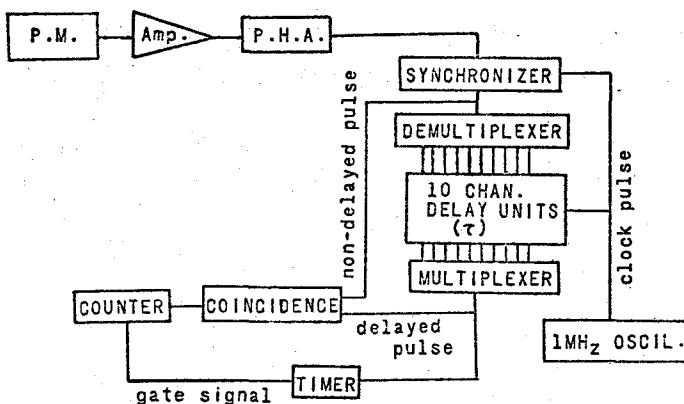 P.M.
Amp.
P.H.A.
SYNCHRONIZER
non-delayed pulse
DEMULTIPLEXER
10 CHAN.
DELAY UNITS
(τ)
clock pulse
MULTIPLEXER
COUNTER
COINCIDENCE
delayed
pulse
1MHz OSCIL.
TIMER
gate signal